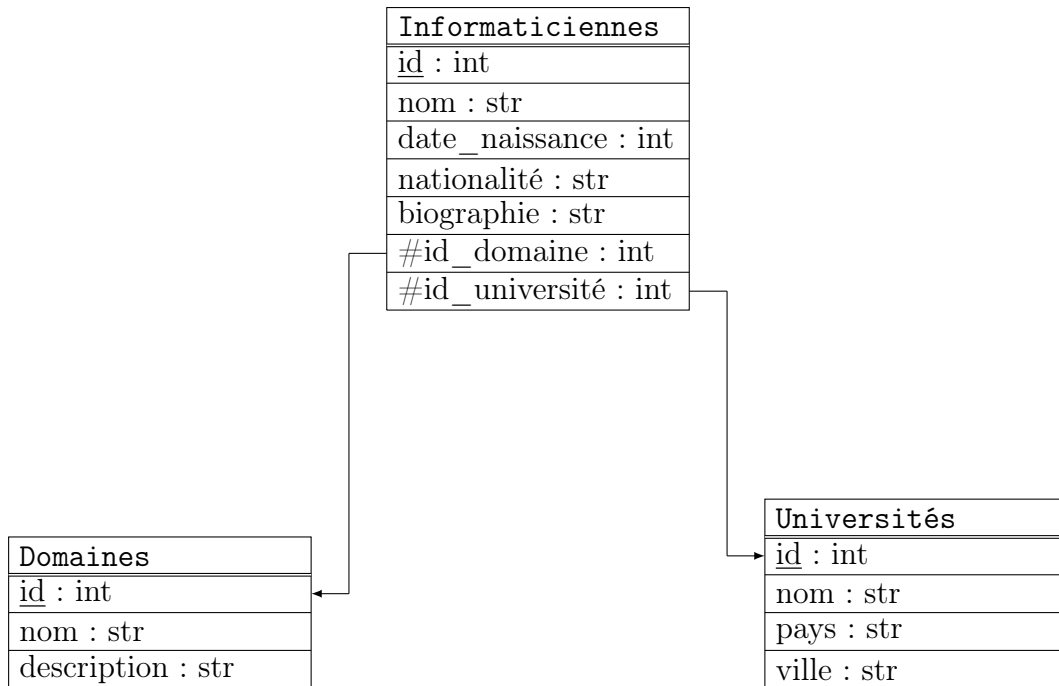 Informaticiennes
id : int
nom : str
date_naissance : int
nationalité : str
biographie : str
#id_domaine : int
#id_université : int
Domaines
id : int
nom : str
description : str
Universités
id : int
nom : str
pays : str
ville : str